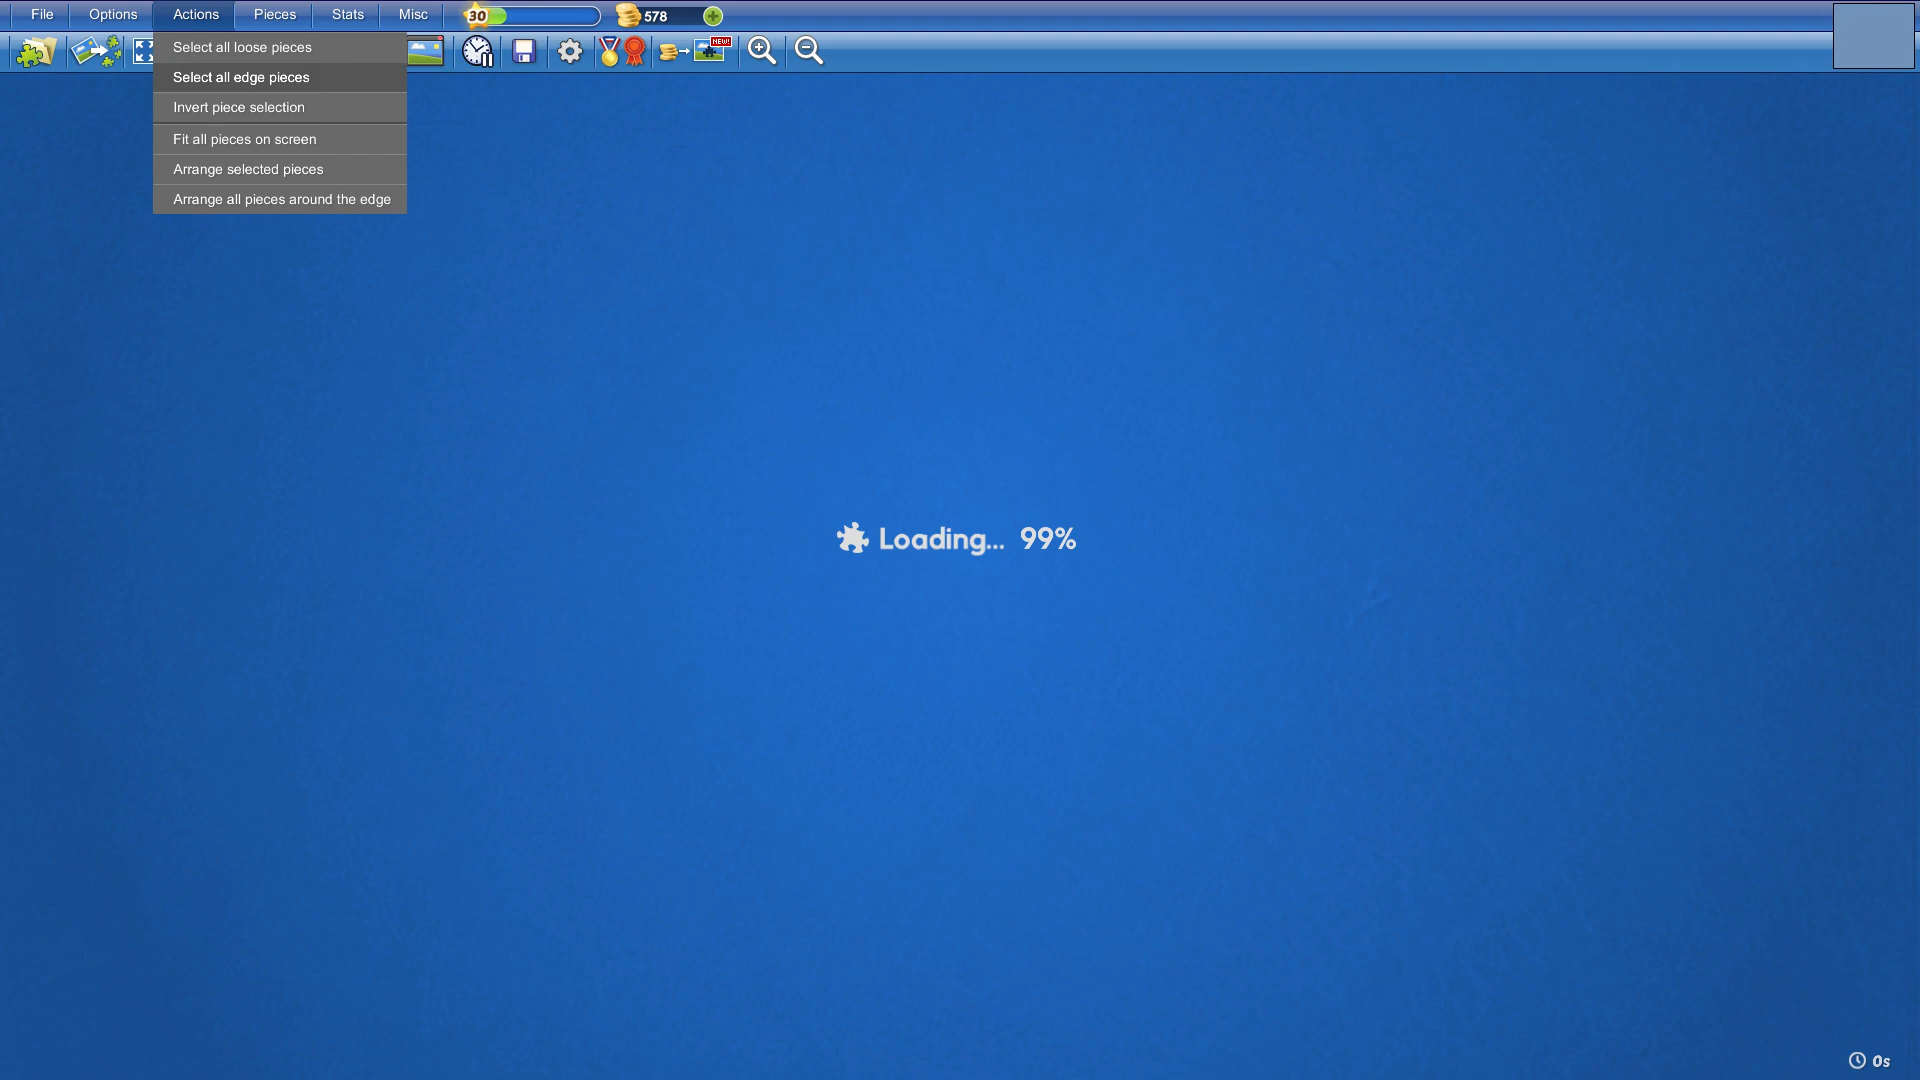 File Options Actions Pieces Stats Misc 30 578
NEW!
Select all loose pieces
Select all edge pieces
Invert piece selection
Fit all pieces on screen
Arrange selected pieces
Arrange all pieces around the edge
Loading... 99%
0s